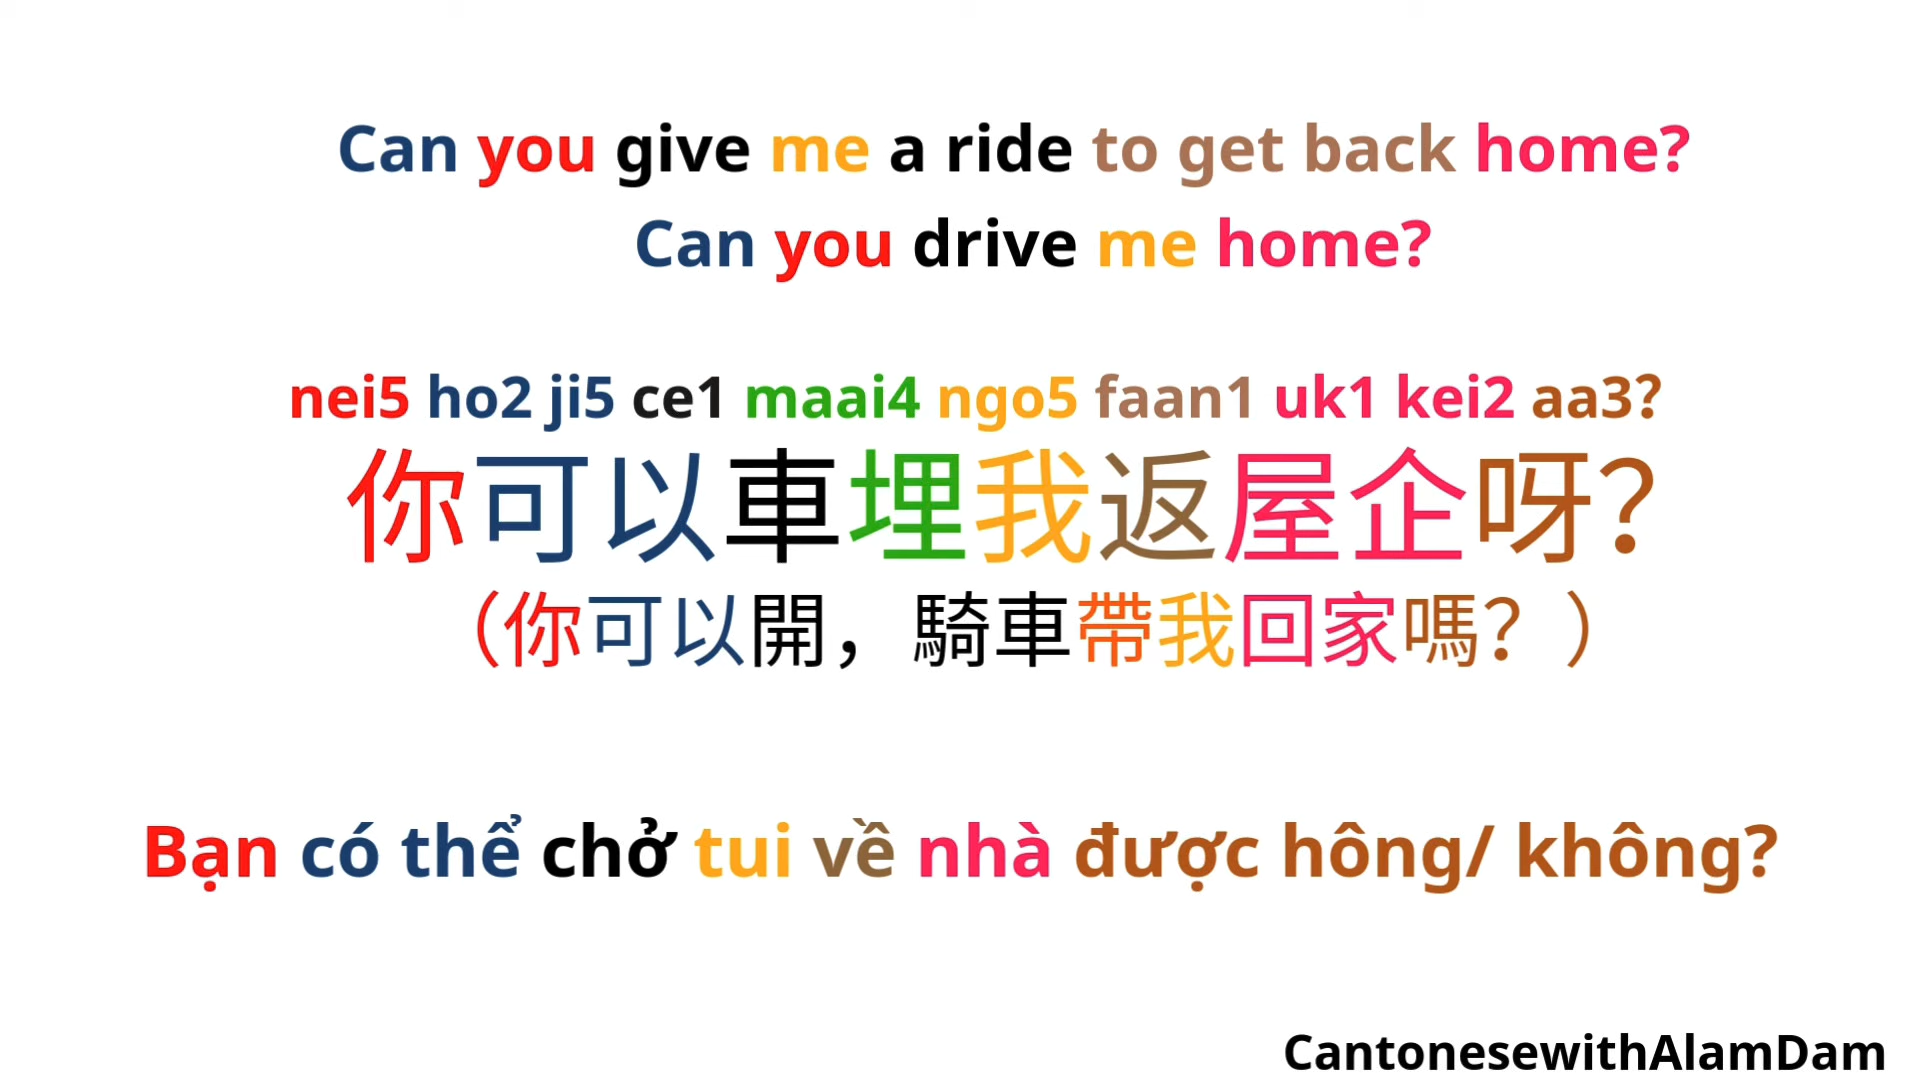 Can you give me a ride to get back home?
Can you drive me home?
nei5 ho2 ji5 ce1 maai4 ngo5 faan1 uk1 kei2 aa3?
你可以車埋我返屋企呀？
（你可以開，騎車帶我回家嗎？）
Bạn có thể chở tui về nhà được hông/ không?
CantonesewithAlamDam